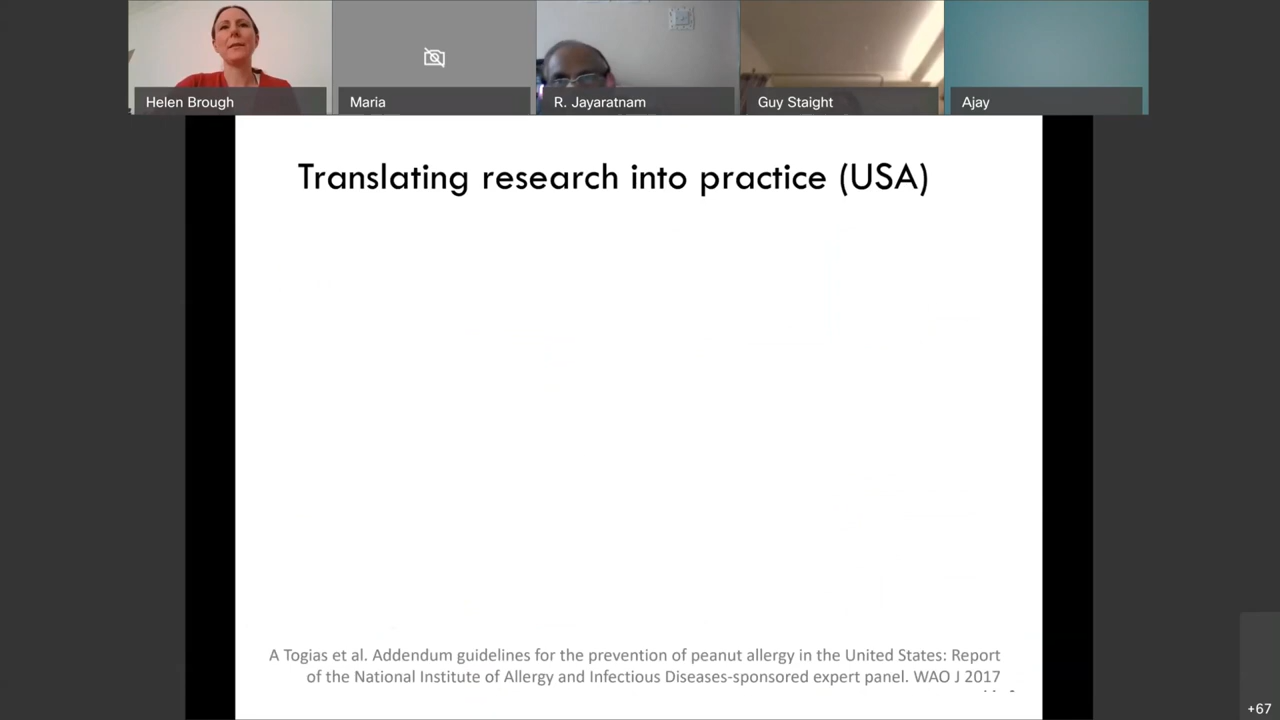 Helen Brough
Maria
R. Jayaratnam
Guy Staight
Ajay
Translating research into practice (USA)
A Togias et al. Addendum guidelines for the prevention of peanut allergy in the United States: Report
of the National Institute of Allergy and Infectious Diseases-sponsored expert panel. WAO J 2017
+67